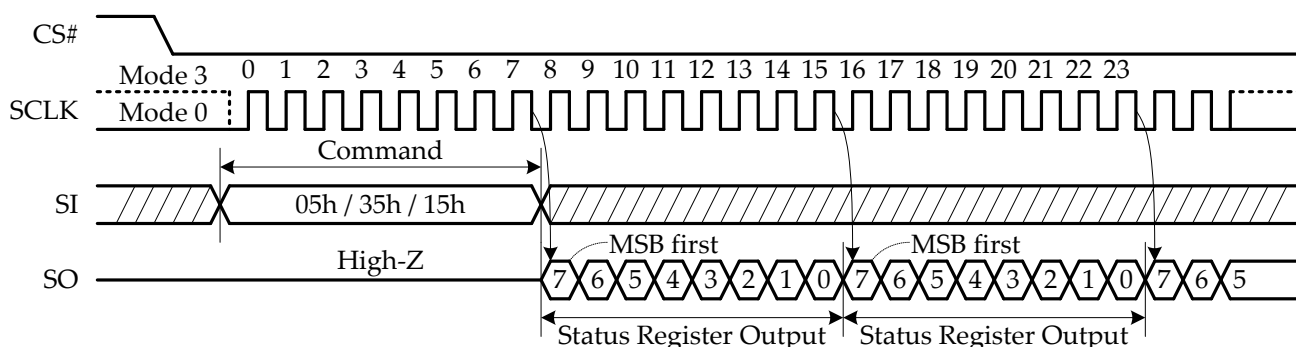 CS#
Mode 3
0 1 2 3 4 5 6 7 8 9 10 11 12 13 14 15 16 17 18 19 20 21 22 23
SCLK
Mode 0
Command
SI
05h / 35h / 15h
High-Z
MSB first
MSB first
SO
7 6 5 4 3 2 1 0 7 6 5 4 3 2 1 0 7 6 5
Status Register Output
Status Register Output